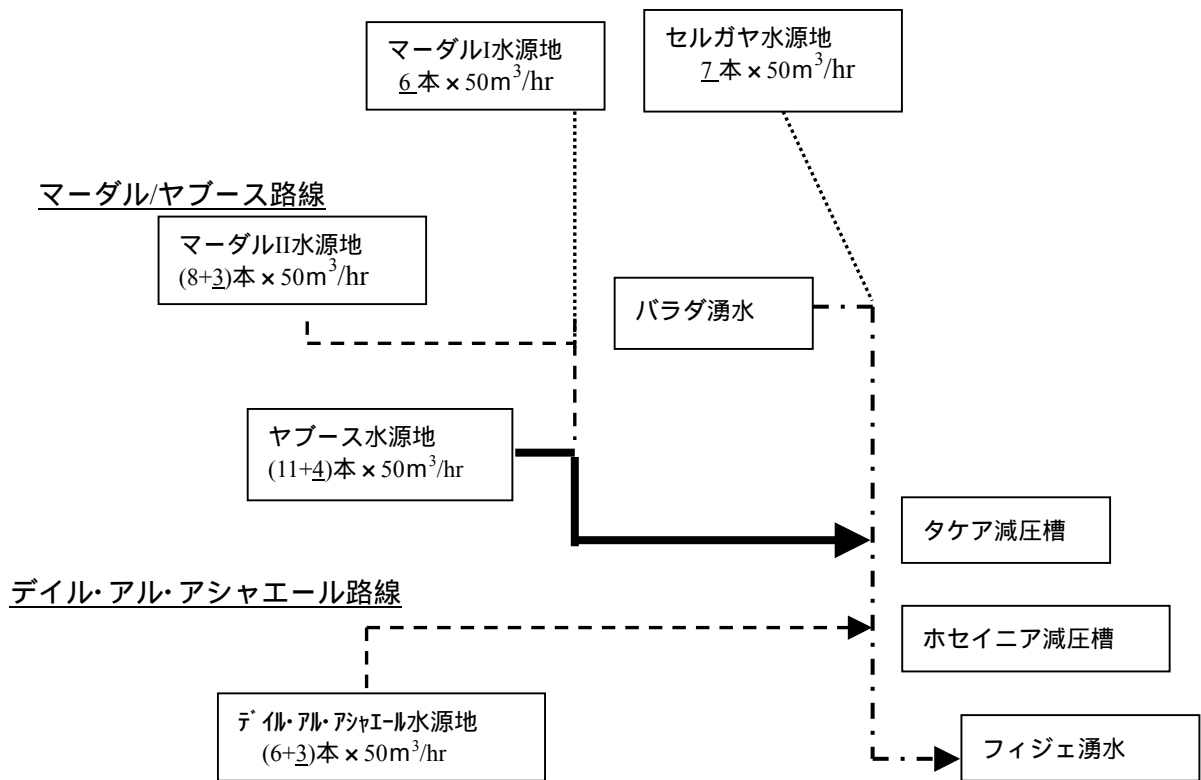 マーダルI水源地
6本×50m³/hr
セルガヤ水源地
7本×50m³/hr
マーダル/ヤブース路線
マーダルII水源地
(8+3)本×50m³/hr
バラダ湧水
ヤブース水源地
(11+4)本×50m³/hr
タケア減圧槽
デイル・アル・アシャエール路線
ホセイニア減圧槽
デイル・アル・アシャエール水源地
(6+3)本×50m³/hr
フィジェ湧水